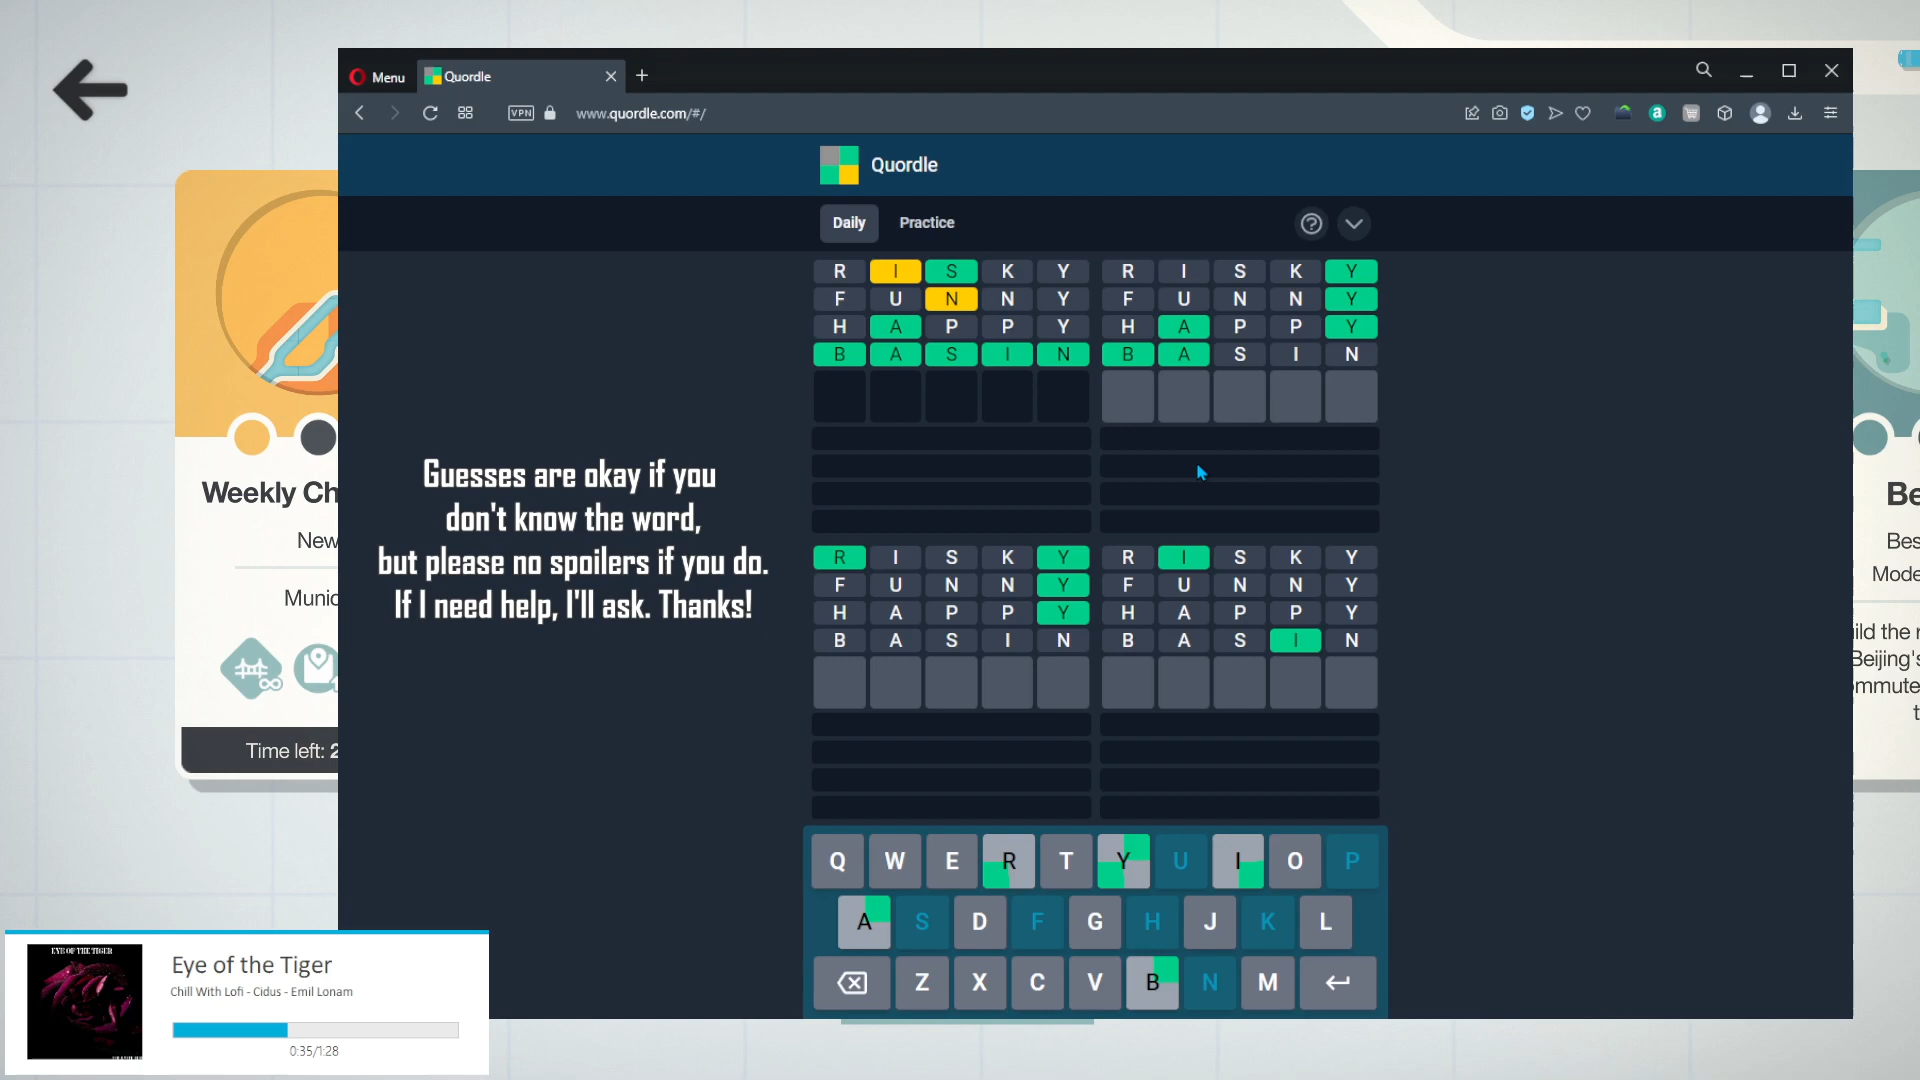 Menu
Quordle
VPN
www.quordle.com/#/
a
Quordle
Daily
Practice
R I S K Y
R I S K Y
F U N N Y
F U N N Y
H A P P Y
H A P P Y
B A S I N
B A S I N
R I S K Y
R I S K Y
F U N N Y
F U N N Y
H A P P Y
H A P P Y
B A S I N
B A S I N
Q W E R T Y U I O P
A S D F G H J K L
Z X C V B N M
Guesses are okay if you
don't know the word,
but please no spoilers if you do.
If I need help, I'll ask. Thanks!
Weekly Ch
New
Munic
Time left: 2
Be
Bes
Mode
ild the r
Beijing's
mmute
t
EYE OF THE TIGER
Eye of the Tiger
Chill With Lofi - Cidus - Emil Lonam
0:35/1:28